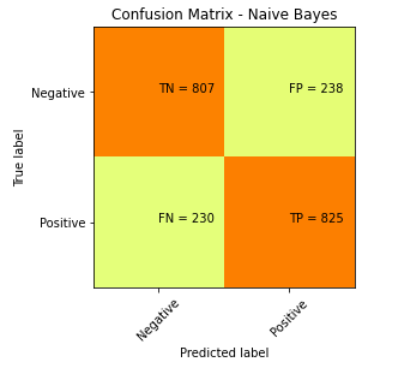 Confusion Matrix - Naive Bayes
True label
Negative
TN = 807
FP = 238
Positive
FN = 230
TP = 825
Negative
Positive
Predicted label